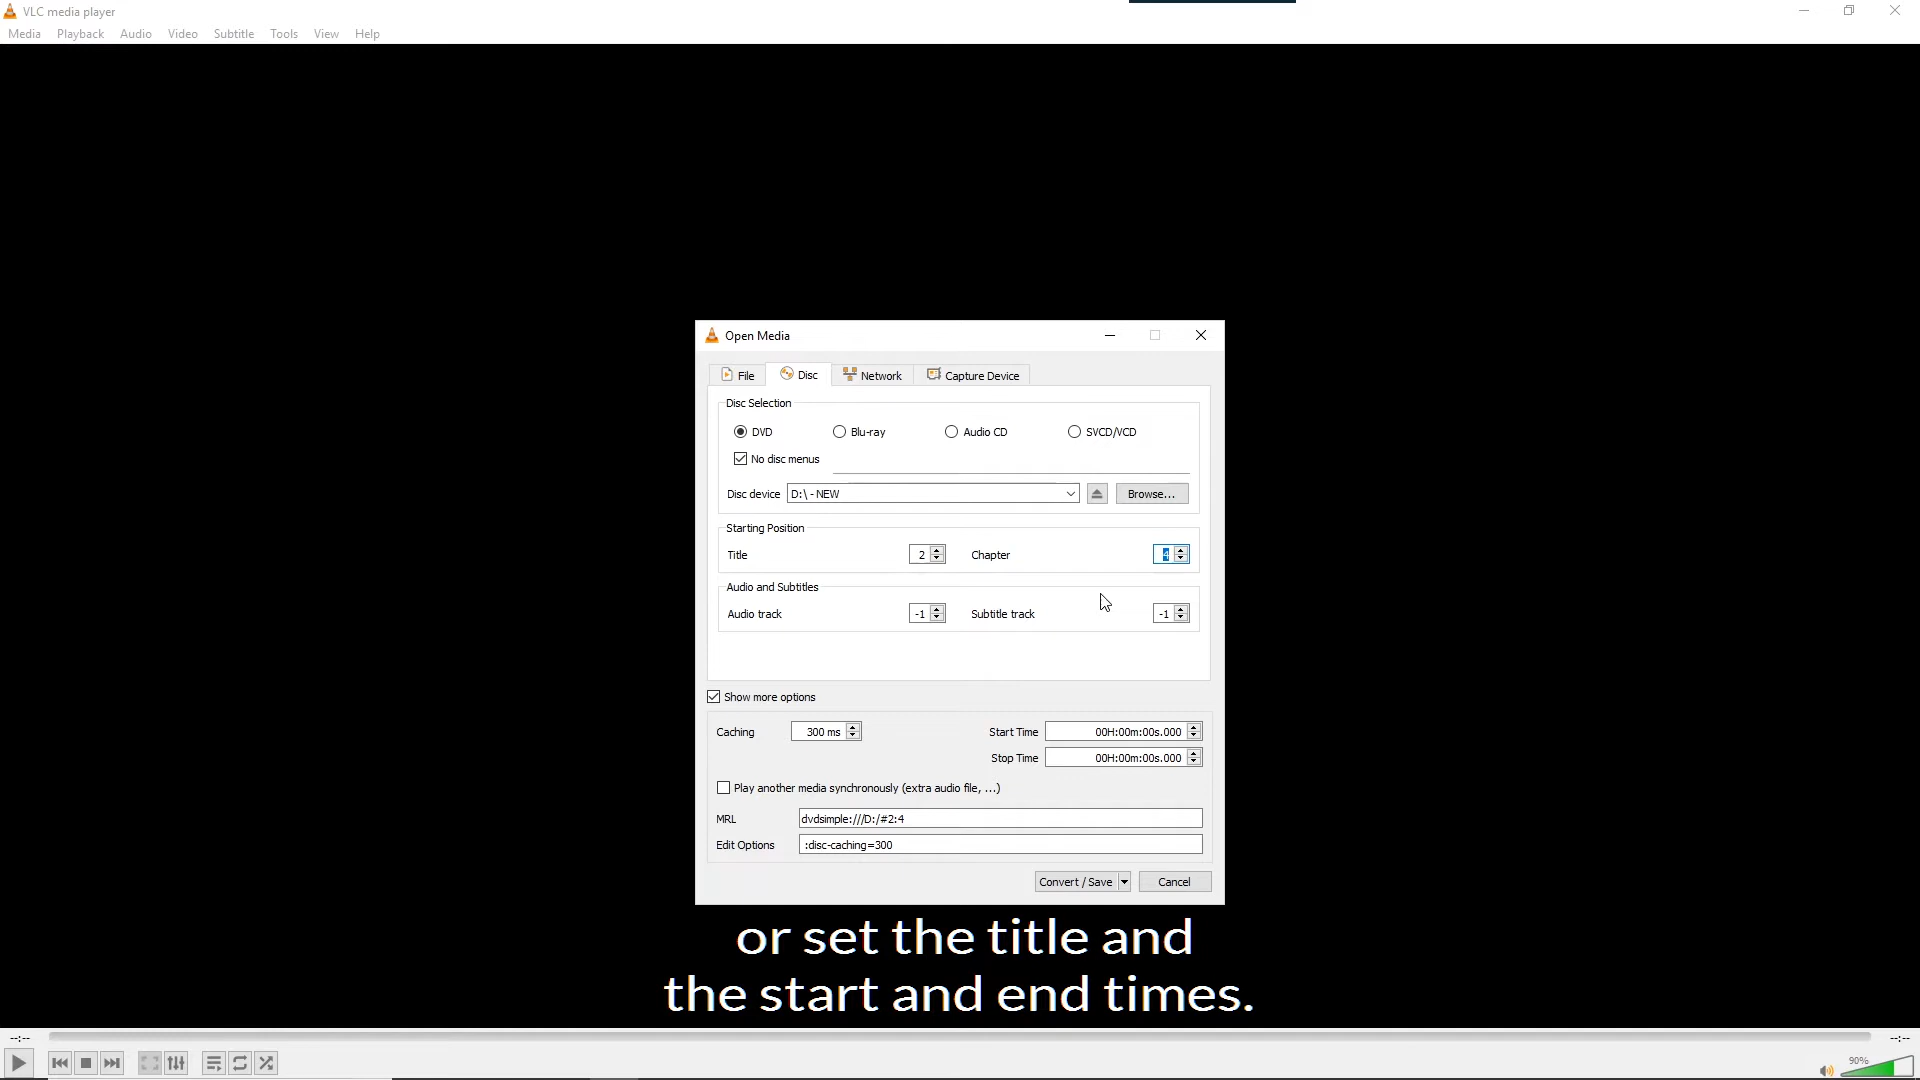 VLC media player
Media Playback Audio Video Subtitle Tools View Help
Open Media
File Disc Network Capture Device
Disc Selection
DVD Blu-ray Audio CD SVCD/VCD
No disc menus
Disc device D:\ - NEW Browse...
Starting Position
Title 2 Chapter 4
Audio and Subtitles
Audio track -1 Subtitle track -1
Show more options
Caching 300 ms Start Time 00H:00m:00s.000
Stop Time 00H:00m:00s.000
Play another media synchronously (extra audio file, ...)
MRL dvdsimple:///D:/#2:4
Edit Options :disc-caching=300
Convert / Save Cancel
or set the title and
the start and end times.
--:-- --:--
90%